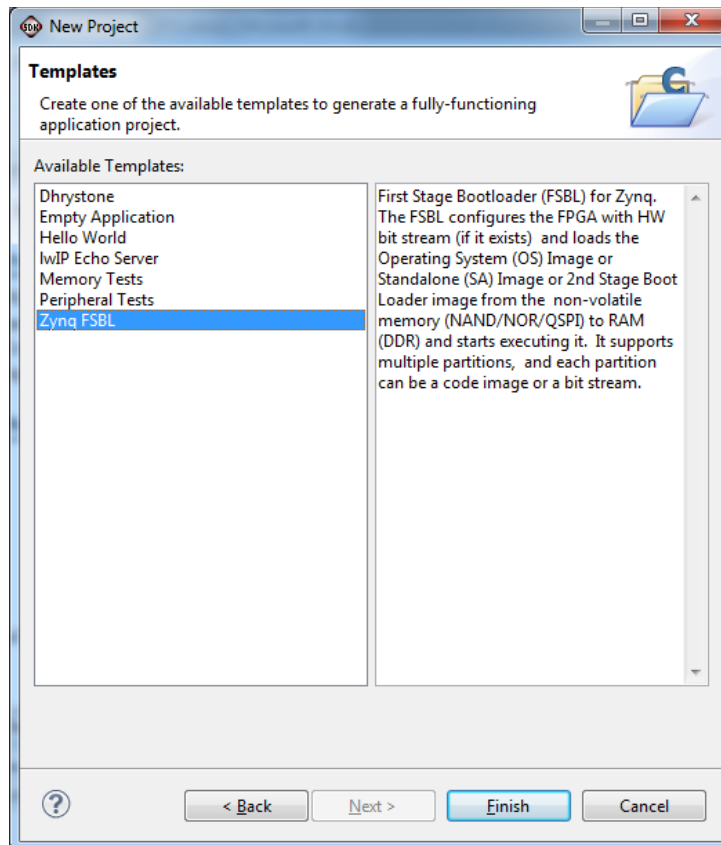 SDK New Project
Templates
Create one of the available templates to generate a fully-functioning
application project.
C
Available Templates:
Dhrystone
Empty Application
Hello World
lwIP Echo Server
Memory Tests
Peripheral Tests
Zynq FSBL
First Stage Bootloader (FSBL) for Zynq.
The FSBL configures the FPGA with HW
bit stream (if it exists)  and loads the
Operating System (OS) Image or
Standalone (SA) Image or 2nd Stage Boot
Loader image from the  non-volatile
memory (NAND/NOR/QSPI) to RAM
(DDR) and starts executing it.  It supports
multiple partitions,  and each partition
can be a code image or a bit stream.
? < Back Next > Finish Cancel